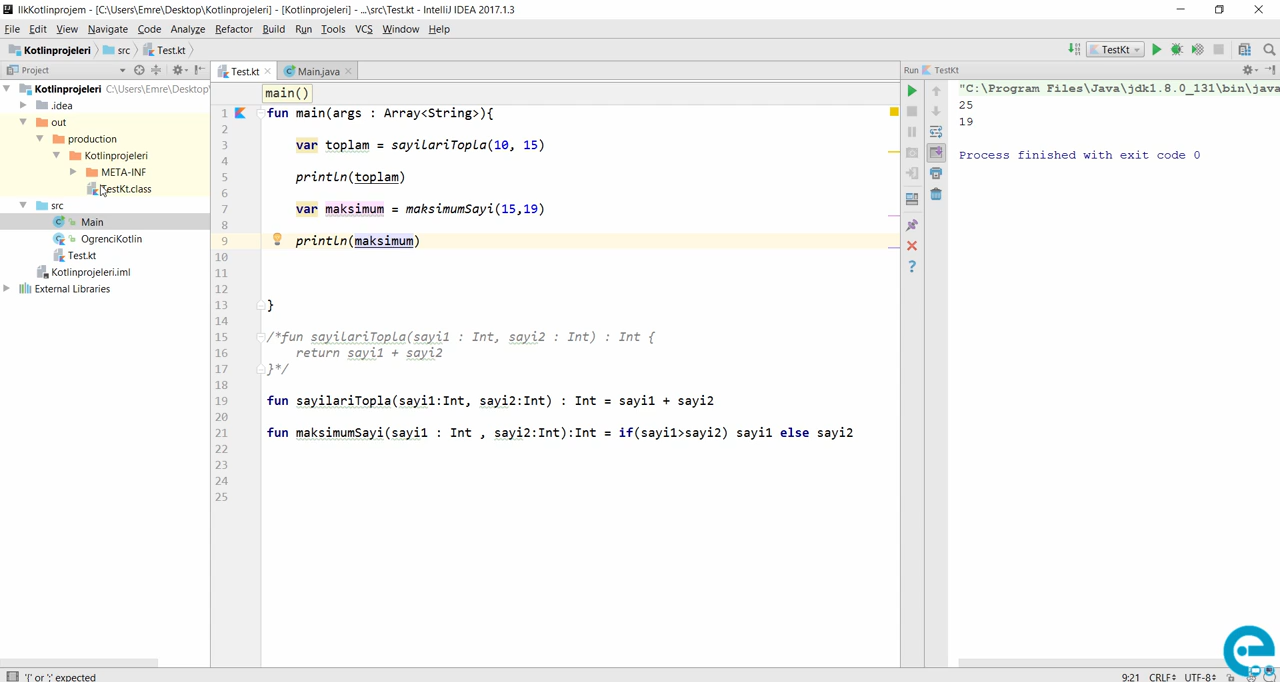 IlkKotlinprojem - [C:\Users\Emre\Desktop\Kotlinprojeleri] - [Kotlinprojeleri] - ...\src\Test.kt - IntelliJ IDEA 2017.1.3
File Edit View Navigate Code Analyze Refactor Build Run Tools VCS Window Help
Kotlinprojeleri src Test.kt TestKt
Project Test.kt Main.java Run TestKt
Kotlinprojeleri C:\Users\Emre\Desktop\
.idea
out
production
Kotlinprojeleri
META-INF
TestKt.class
src
Main
OgrenciKotlin
Test.kt
Kotlinprojeleri.iml
External Libraries
main()
1 fun main(args : Array<String>){
2
3 var toplam = sayilariTopla(10, 15)
4
5 println(toplam)
6
7 var maksimum = maksimumSayi(15,19)
8
9 println(maksimum)
10
11
12
13 }
14
15 /*fun sayilariTopla(sayi1 : Int, sayi2 : Int) : Int {
16 return sayi1 + sayi2
17 }*/
18
19 fun sayilariTopla(sayi1:Int, sayi2:Int) : Int = sayi1 + sayi2
20
21 fun maksimumSayi(sayi1 : Int , sayi2:Int):Int = if(sayi1>sayi2) sayi1 else sayi2
22
23
24
25
"C:\Program Files\Java\jdk1.8.0_131\bin\java
25
19
Process finished with exit code 0
'{' or ';' expected 9:21 CRLF UTF-8